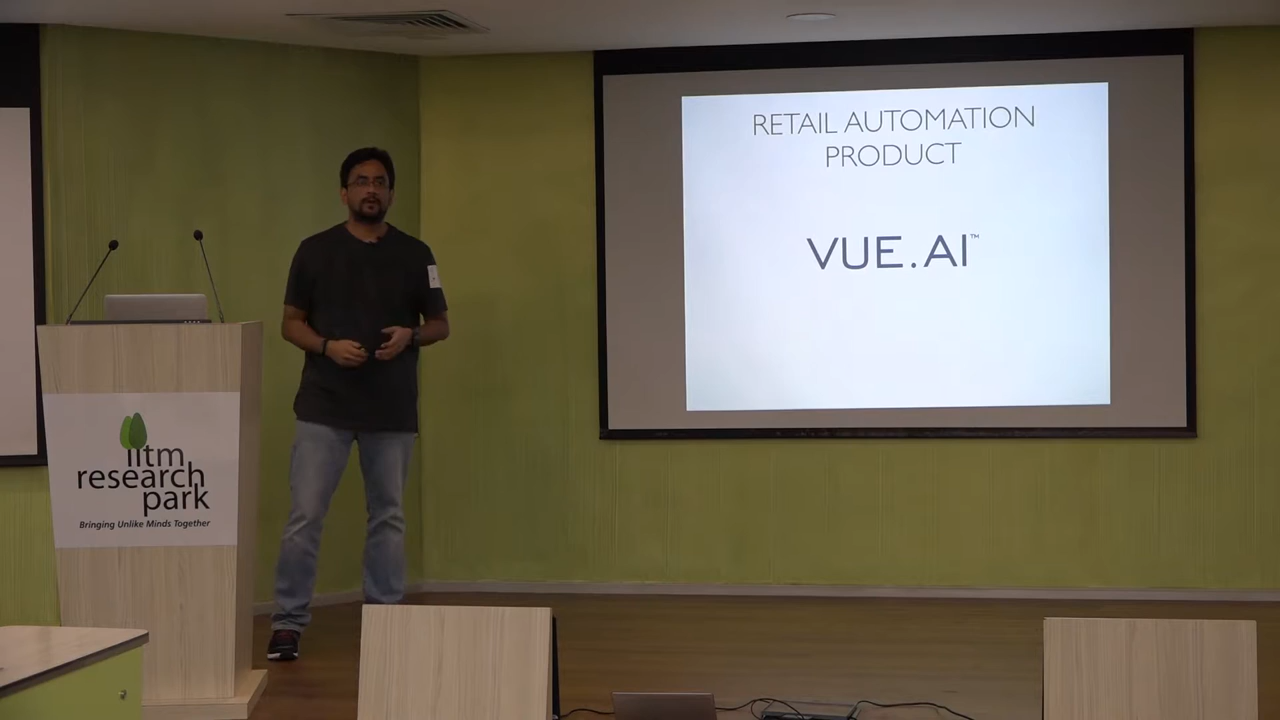 RETAIL AUTOMATION
PRODUCT
VUE.AI™
iitm
research
park
Bringing Unlike Minds Together